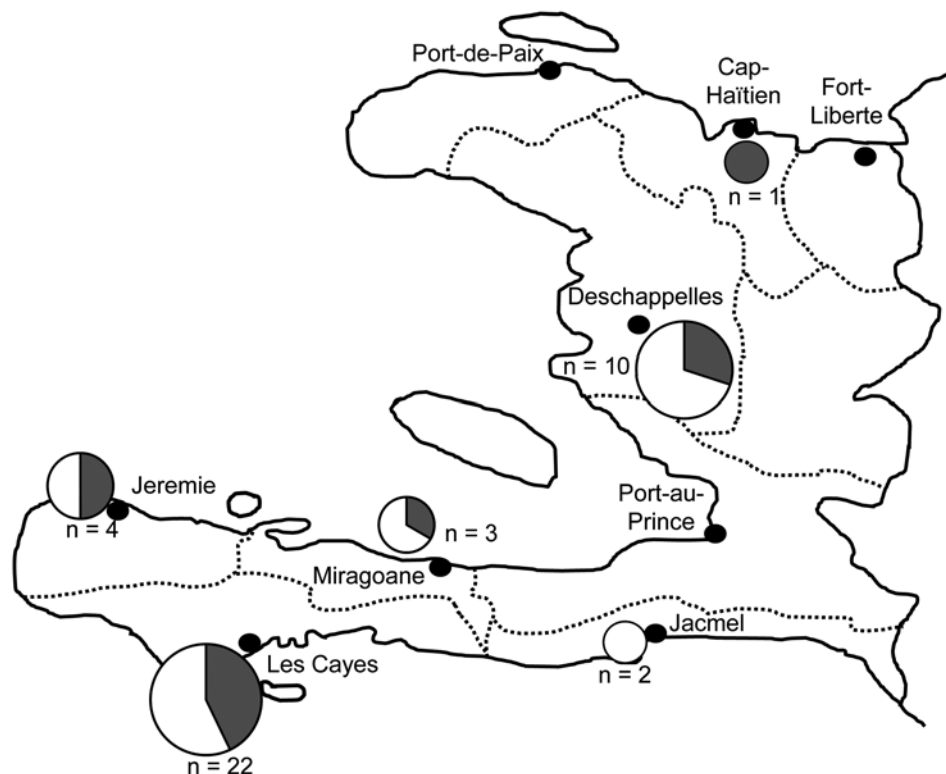 Port-de-Paix
Cap-
Haïtien
Fort-
Liberte
n = 1
Deschappelles
n = 10
Jeremie
n = 4
n = 3
Port-au-
Prince
Miragoane
Jacmel
n = 2
Les Cayes
n = 22